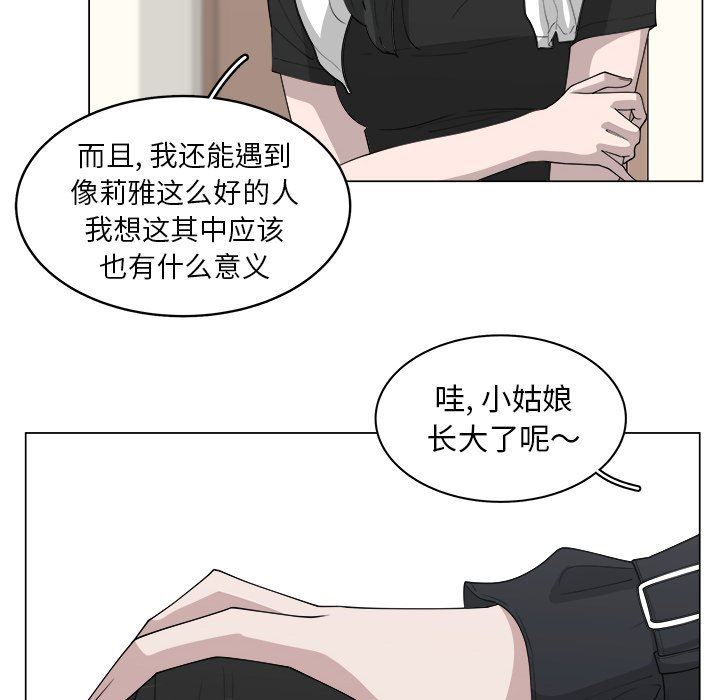 而且, 我还能遇到
像莉雅这么好的人
我想这其中应该
也有什么意义
哇, 小姑娘
长大了呢～